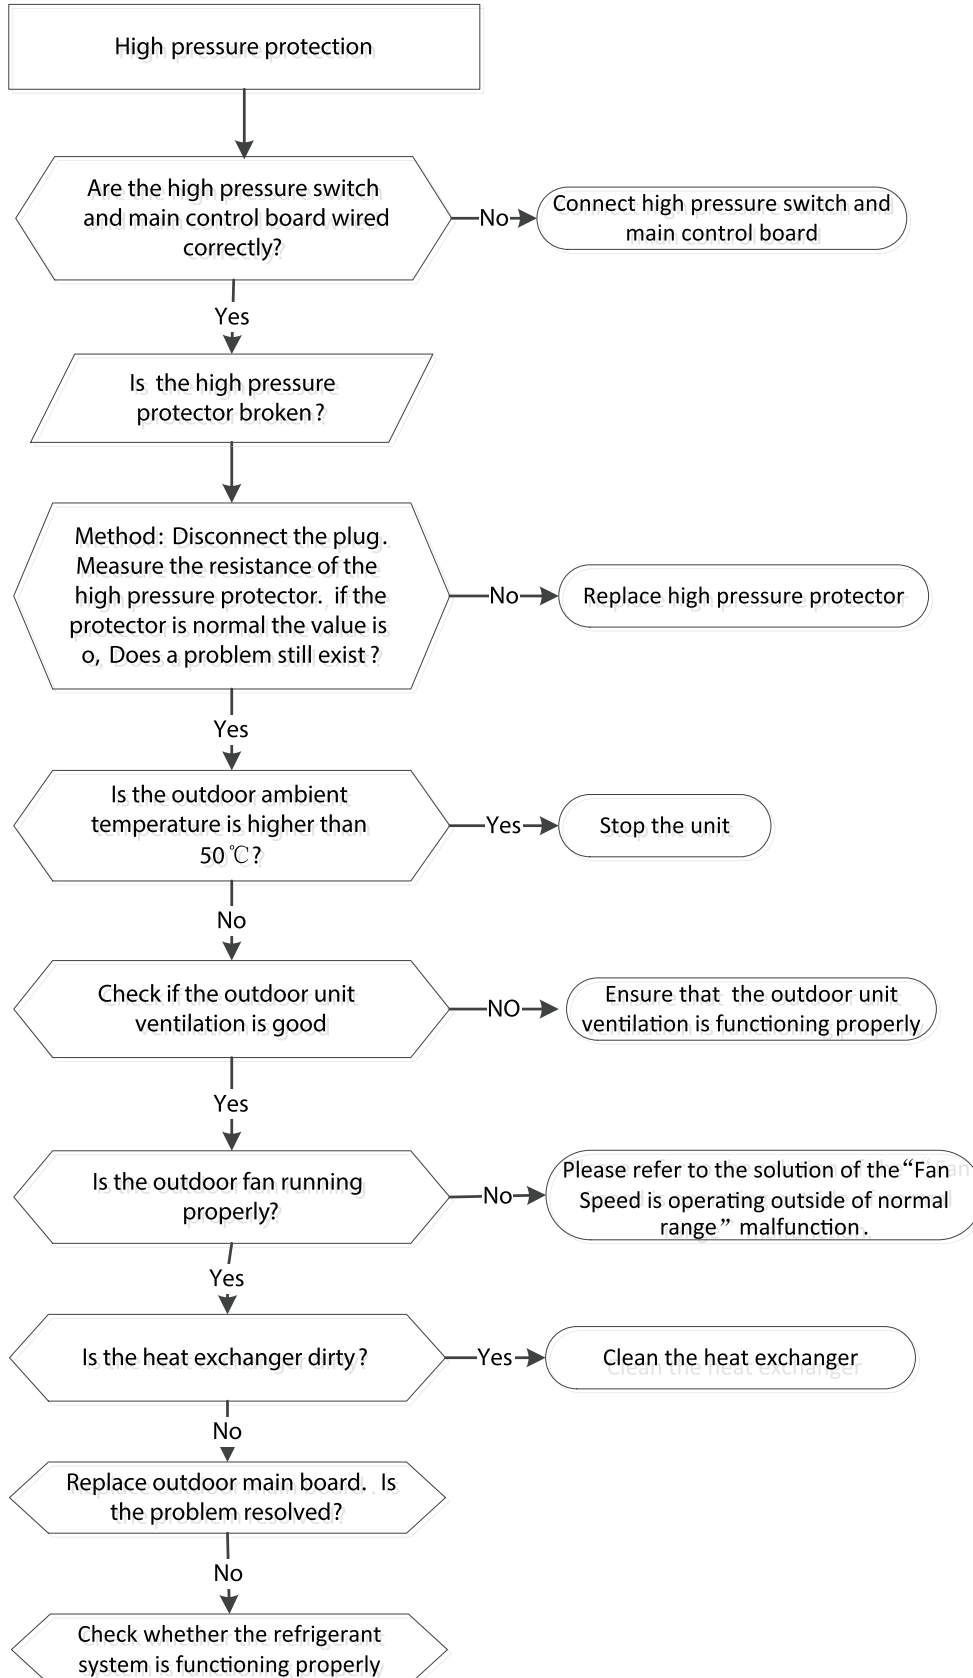 High pressure protection
Are the high pressure switch
and main control board wired
correctly?
No
Connect high pressure switch and
main control board
Yes
Is the high pressure
protector broken?
Method: Disconnect the plug.
Measure the resistance of the
high pressure protector. if the
protector is normal the value is
o, Does a problem still exist?
No
Replace high pressure protector
Yes
Is the outdoor ambient
temperature is higher than
50℃?
Yes
Stop the unit
No
Check if the outdoor unit
ventilation is good
NO
Ensure that the outdoor unit
ventilation is functioning properly
Yes
Is the outdoor fan running
properly?
No
Please refer to the solution of the“Fan
Speed is operating outside of normal
range” malfunction.
Yes
Is the heat exchanger dirty?
Yes
Clean the heat exchanger
No
Replace outdoor main board. Is
the problem resolved?
No
Check whether the refrigerant
system is functioning properly